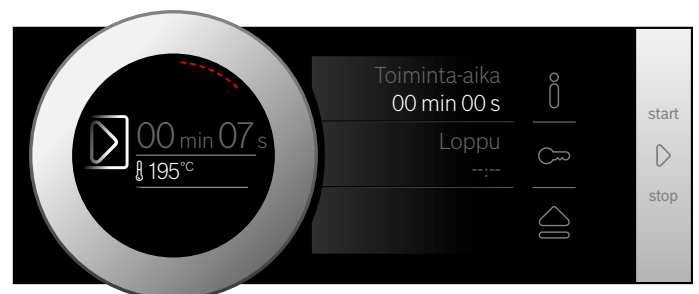 00 min 07 s
195°C
Toiminta-aika
00 min 00 s
Loppu
--:--
start
stop